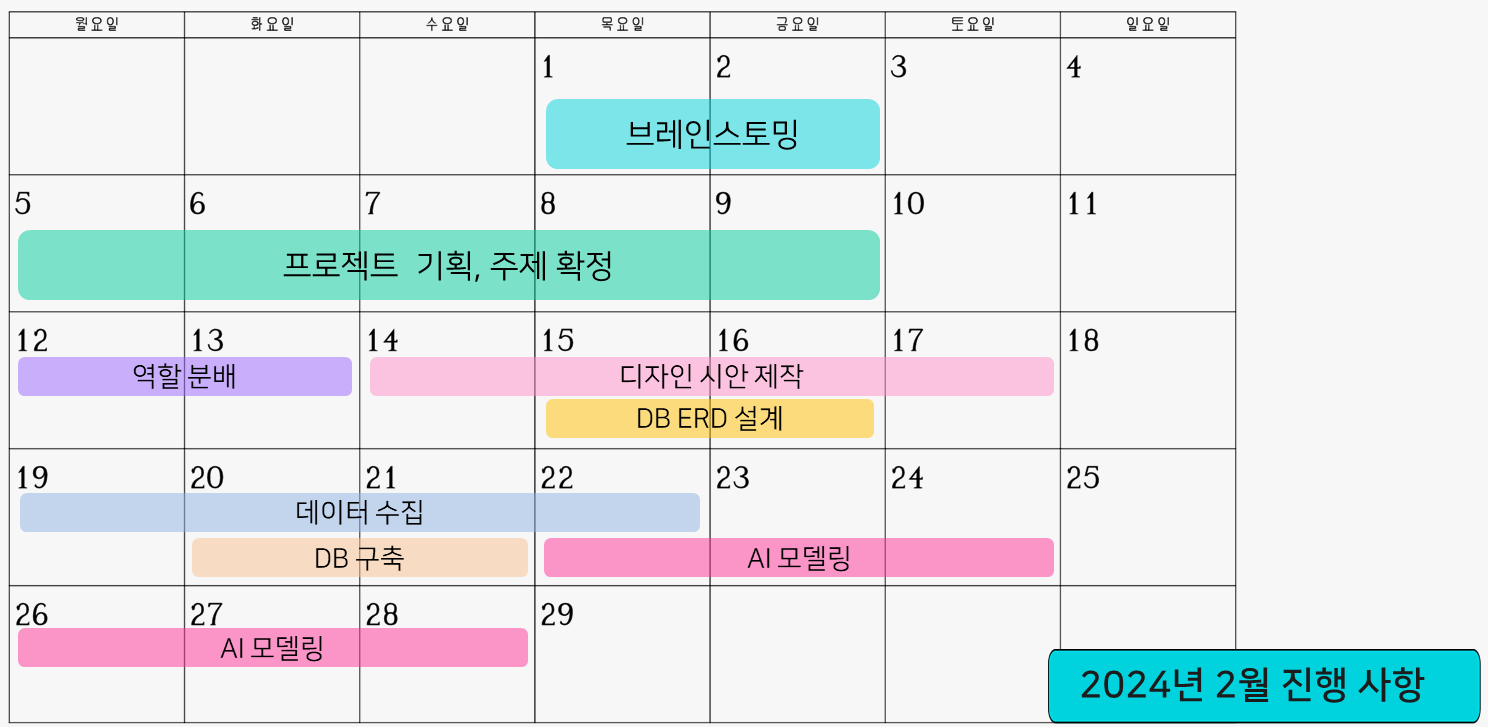 월요일 화요일 수요일 목요일 금요일 토요일 일요일
1 2 3 4
브레인스토밍
5 6 7 8 9 10 11
프로젝트 기획, 주제 확정
12 13 14 15 16 17 18
역할 분배 디자인 시안 제작
DB ERD 설계
19 20 21 22 23 24 25
데이터 수집
DB 구축 AI 모델링
26 27 28 29
AI 모델링
2024년 2월 진행 사항